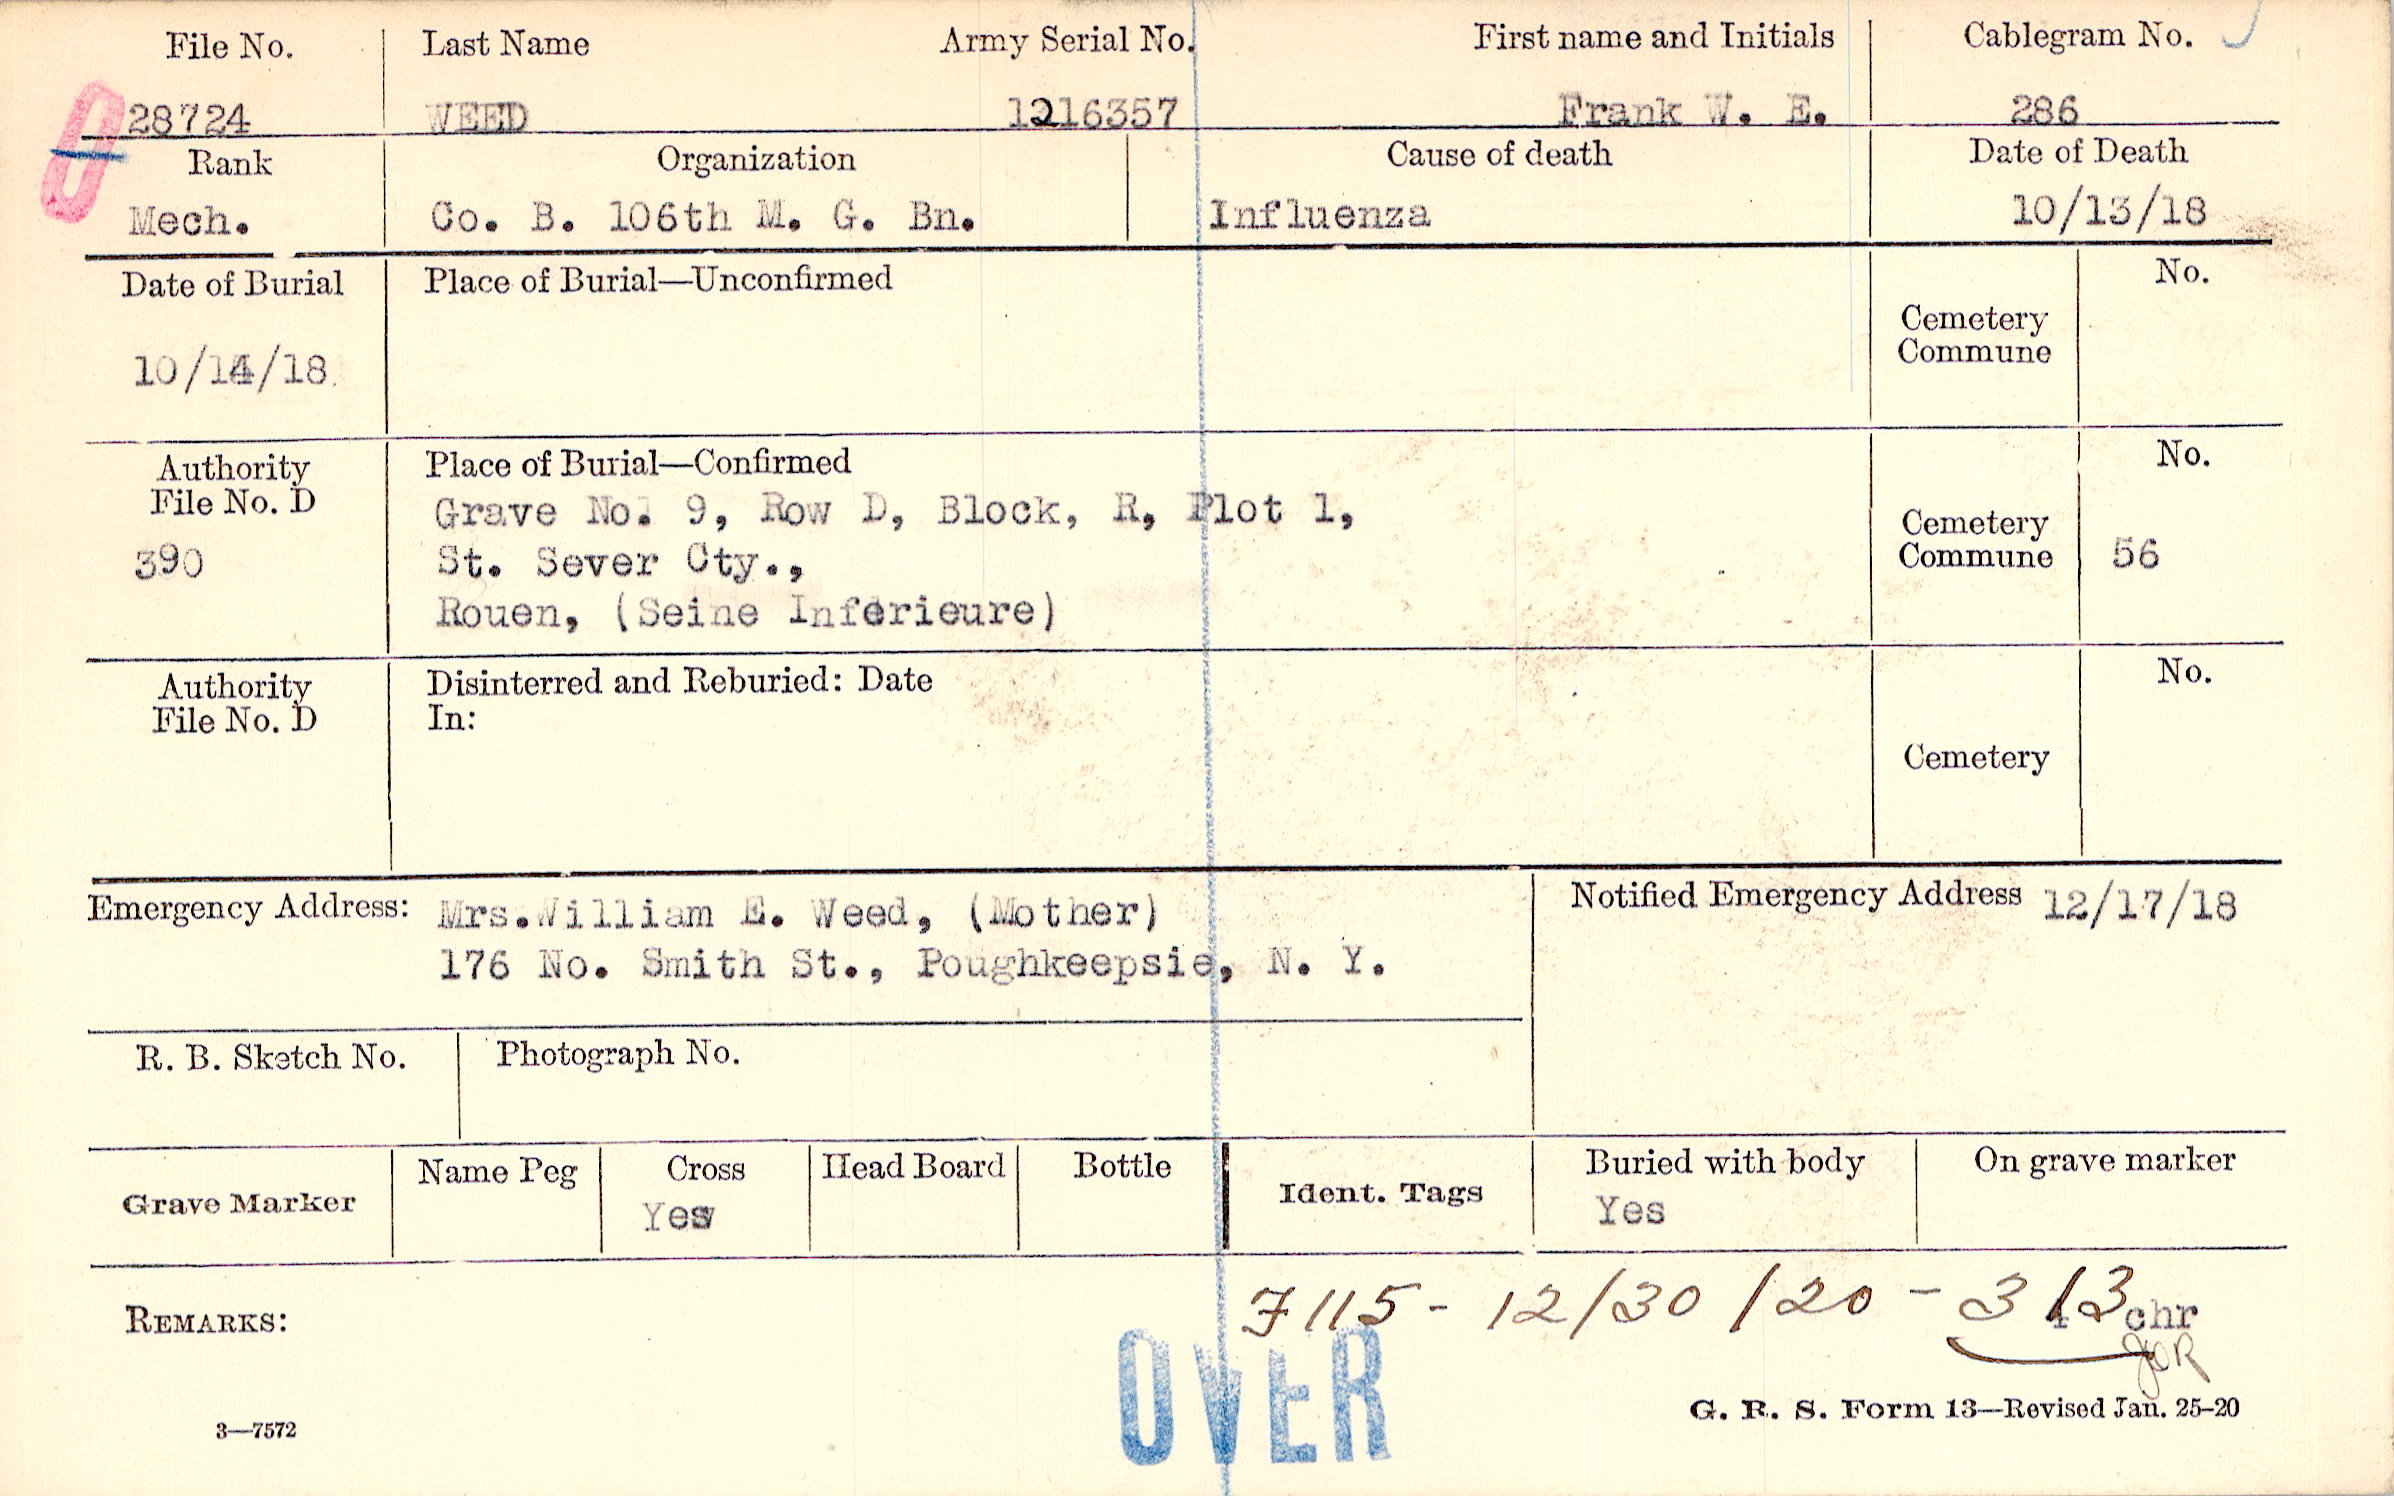 File No. Last Name Army Serial No. First name and Initials Cablegram No.
28724 WEED 1216357 Frank W. E. 286
Rank Organization Cause of death Date of Death
Mech. Co. B. 106th M. G. Bn. Influenza 10/13/18
Date of Burial Place of Burial—Unconfirmed No.
Cemetery
Commune
10/14/18
Authority Place of Burial—Confirmed No.
File No. D Grave No. 9, Row D, Block, R, Plot 1,
390 St. Sever Cty., Cemetery
Commune 56
Rouen, (Seine Inferieure)
Authority Disinterred and Reburied: Date No.
File No. D In:
Cemetery
Emergency Address: Mrs.William E. Weed, (Mother) Notified Emergency Address 12/17/18
176 No. Smith St., Poughkeepsie, N. Y.
R. B. Sketch No. Photograph No.
Grave Marker Name Peg Cross Head Board Bottle Ident. Tags Buried with body On grave marker
Yes Yes
7115 - 12/30/20 - 313 chr
REMARKS:
OVER
G. R. S. Form 13—Revised Jan. 25-20
3—7572